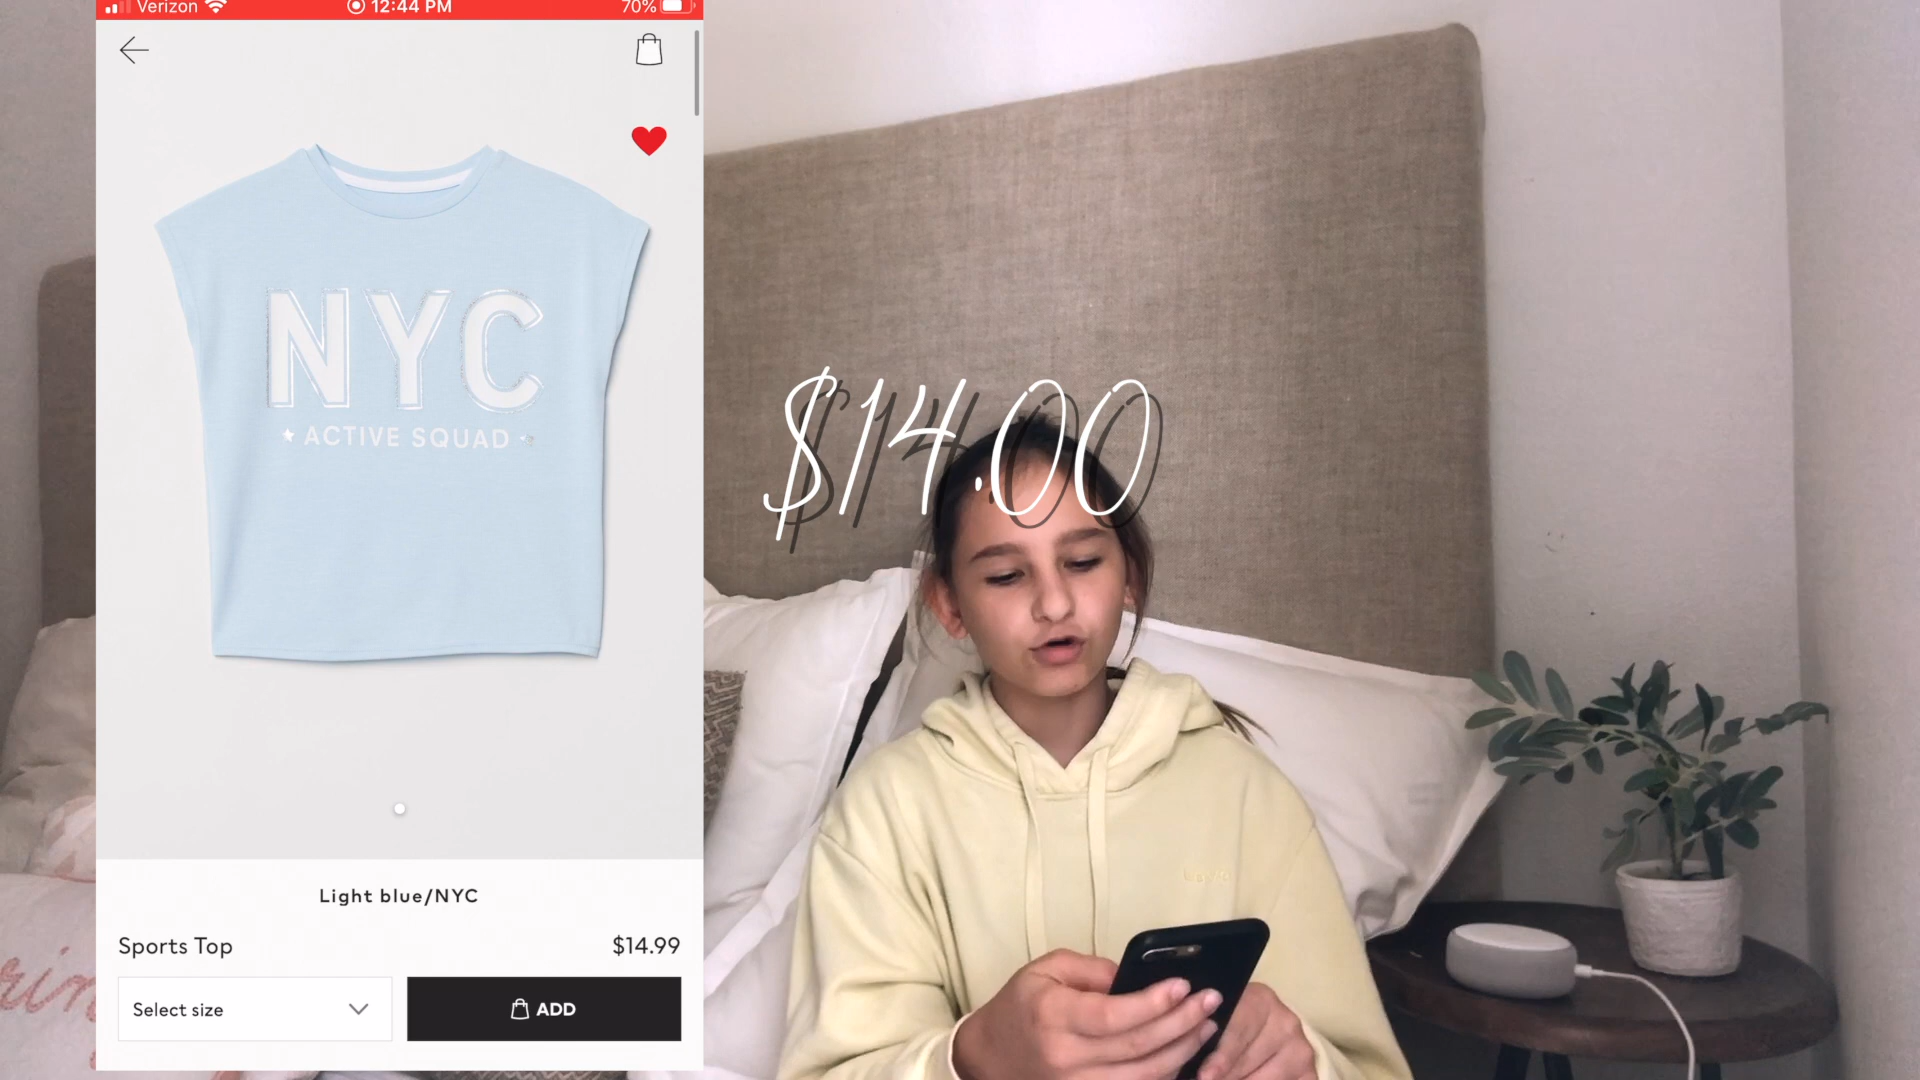 Verizon 12:44 PM 70%
NYC
ACTIVE SQUAD
Light blue/NYC
Sports Top $14.99
Select size ADD
$14.00